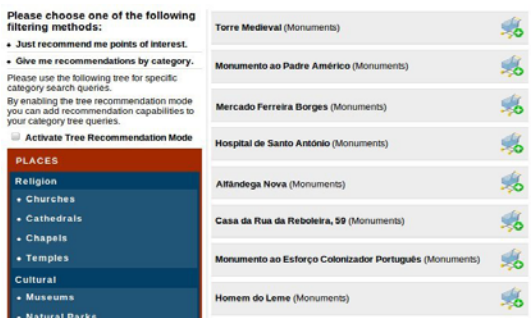 Please choose one of the following
filtering methods:
• Just recommend me points of interest.
• Give me recommendations by category.
Please use the following tree for specific
category search queries.
By enabling the tree recommendation mode
you can add recommendation capabilities to
your category tree queries.
Activate Tree Recommendation Mode
PLACES
Religion
• Churches
• Cathedrals
• Chapels
• Temples
Cultural
• Museums
• Natural Parks
Torre Medieval (Monuments)
Monumento ao Padre Américo (Monuments)
Mercado Ferreira Borges (Monuments)
Hospital de Santo António (Monuments)
Alfândega Nova (Monuments)
Casa da Rua da Reboleira, 59 (Monuments)
Monumento ao Esforço Colonizador Português (Monuments)
Homem do Leme (Monuments)